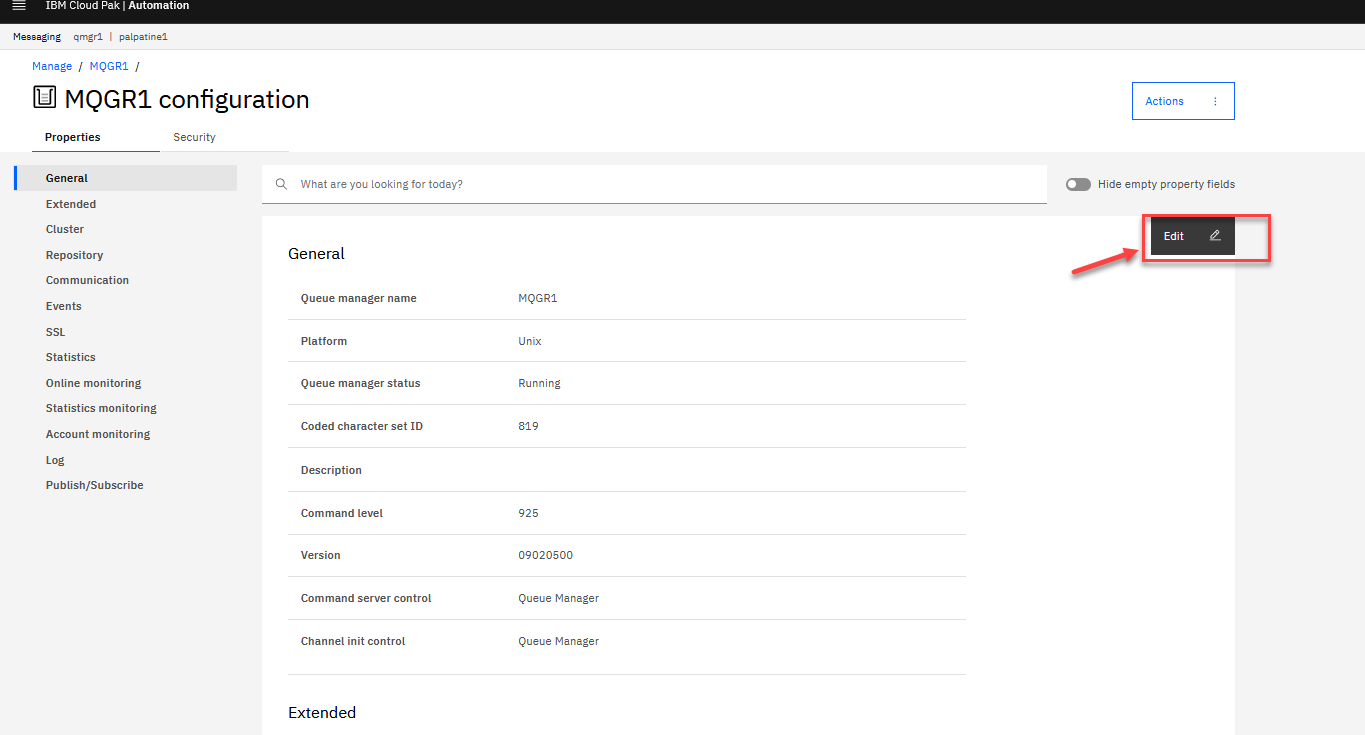 IBM Cloud Pak | Automation
Messaging qmgr1 | palpatine1
Manage / MQGR1 /
MQGR1 configuration
Actions
Properties Security
General
Extended
Cluster
Repository
Communication
Events
SSL
Statistics
Online monitoring
Statistics monitoring
Account monitoring
Log
Publish/Subscribe
What are you looking for today?
Hide empty property fields
Edit
General
Queue manager name MQGR1
Platform Unix
Queue manager status Running
Coded character set ID 819
Description
Command level 925
Version 09020500
Command server control Queue Manager
Channel init control Queue Manager
Extended